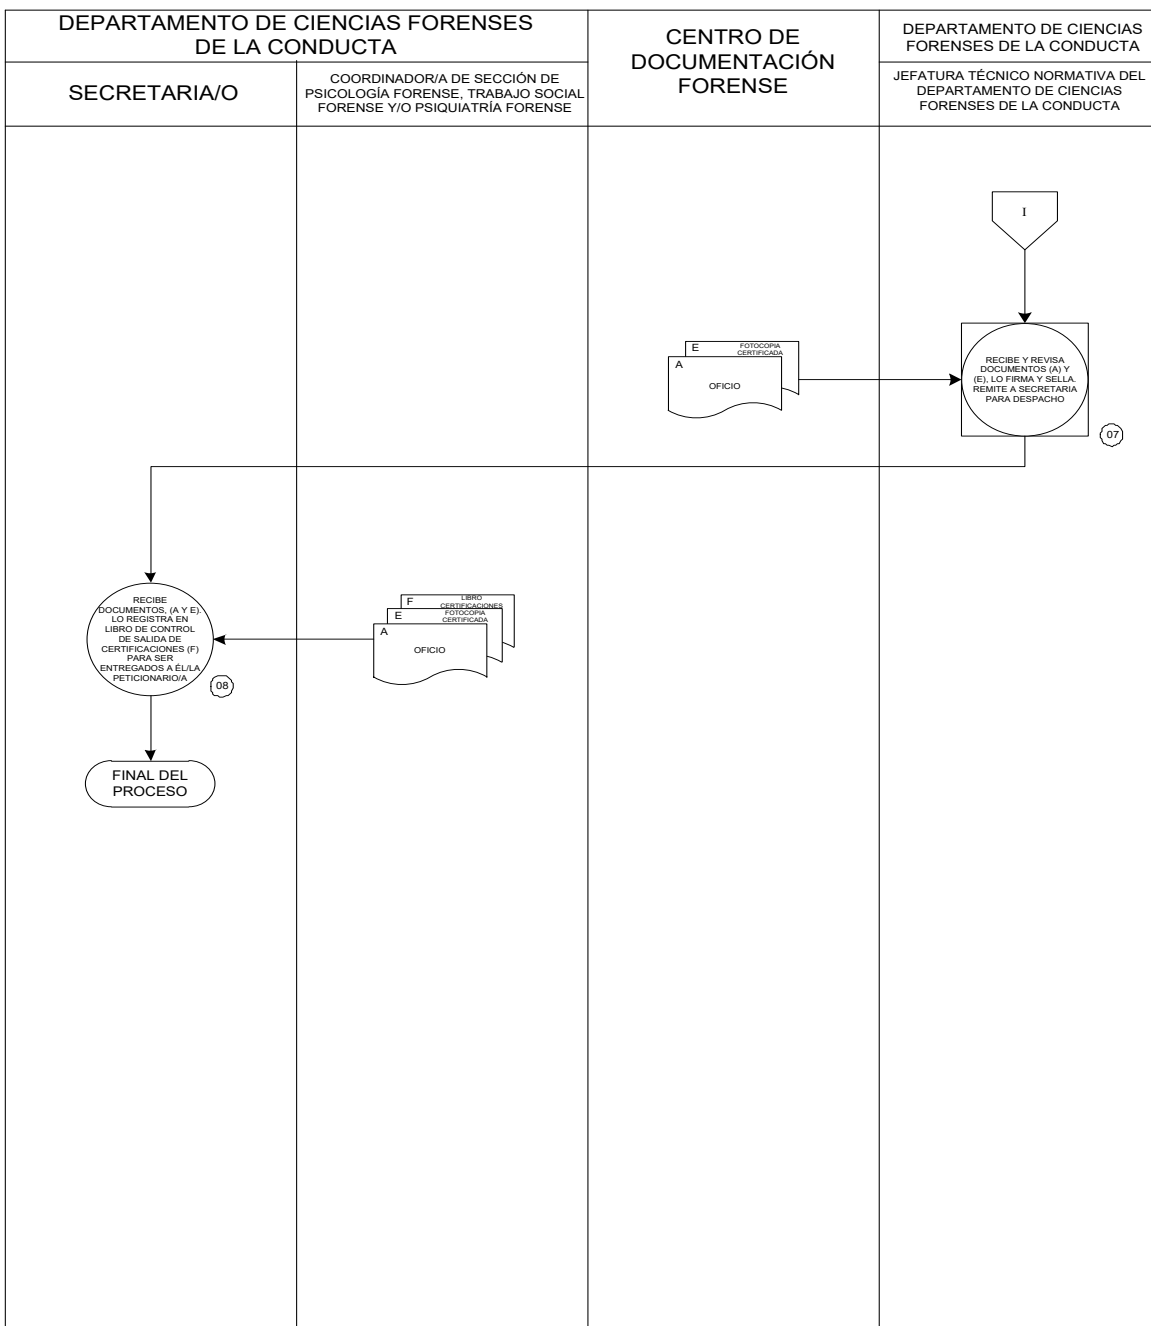 DEPARTAMENTO DE CIENCIAS FORENSES
DE LA CONDUCTA
CENTRO DE
DOCUMENTACIÓN
FORENSE
DEPARTAMENTO DE CIENCIAS
FORENSES DE LA CONDUCTA
SECRETARIA/O
COORDINADOR/A DE SECCIÓN DE
PSICOLOGÍA FORENSE, TRABAJO SOCIAL
FORENSE Y/O PSIQUIATRÍA FORENSE
JEFATURA TÉCNICO NORMATIVA DEL
DEPARTAMENTO DE CIENCIAS
FORENSES DE LA CONDUCTA
I
E
FOTOCOPIA
CERTIFICADA
A
OFICIO
RECIBE Y REVISA
DOCUMENTOS (A) Y
(E), LO FIRMA Y SELLA.
REMITE A SECRETARIA
PARA DESPACHO
07
RECIBE
DOCUMENTOS, (A Y E).
LO REGISTRA EN
LIBRO DE CONTROL
DE SALIDA DE
CERTIFICACIONES (F)
PARA SER
ENTREGADOS A ÉL/LA
PETICIONARIO/A
08
F
LIBRO
CERTIFICACIONES
E
FOTOCOPIA
CERTIFICADA
A
OFICIO
FINAL DEL
PROCESO